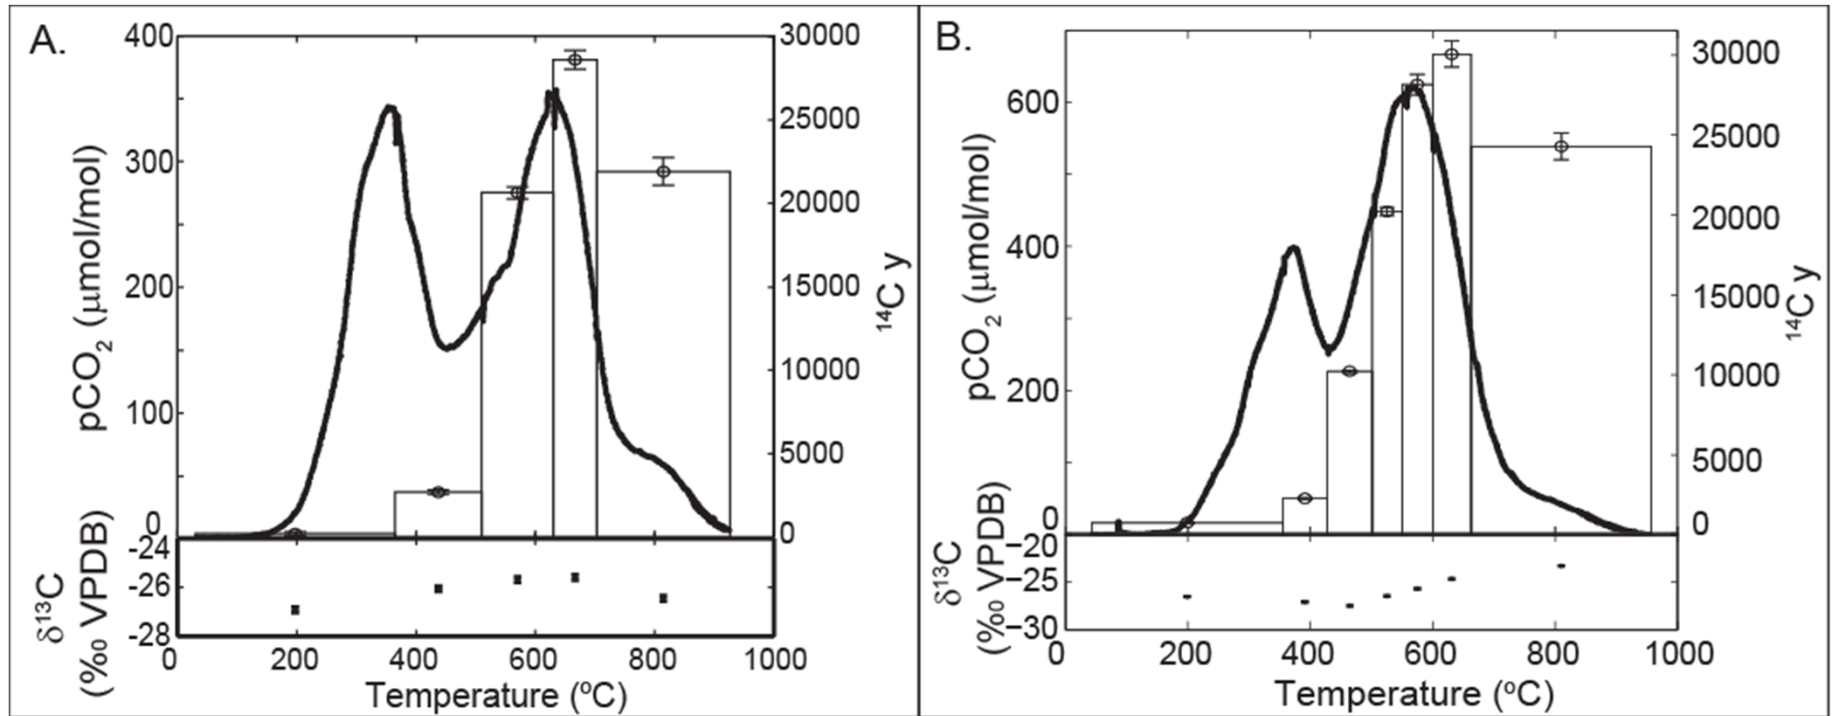 A.
400
300
200
100
0
pCO2 (μmol/mol)
30000
25000
20000
15000
10000
5000
0
14C y
-24
-26
-28
δ13C
(‰ VPDB)
0 200 400 600 800 1000
Temperature (ºC)
B.
600
400
200
0
pCO2 (μmol/mol)
30000
25000
20000
15000
10000
5000
0
14C y
−20
−25
−30
δ13C
(‰ VPDB)
0 200 400 600 800 1000
Temperature (ºC)